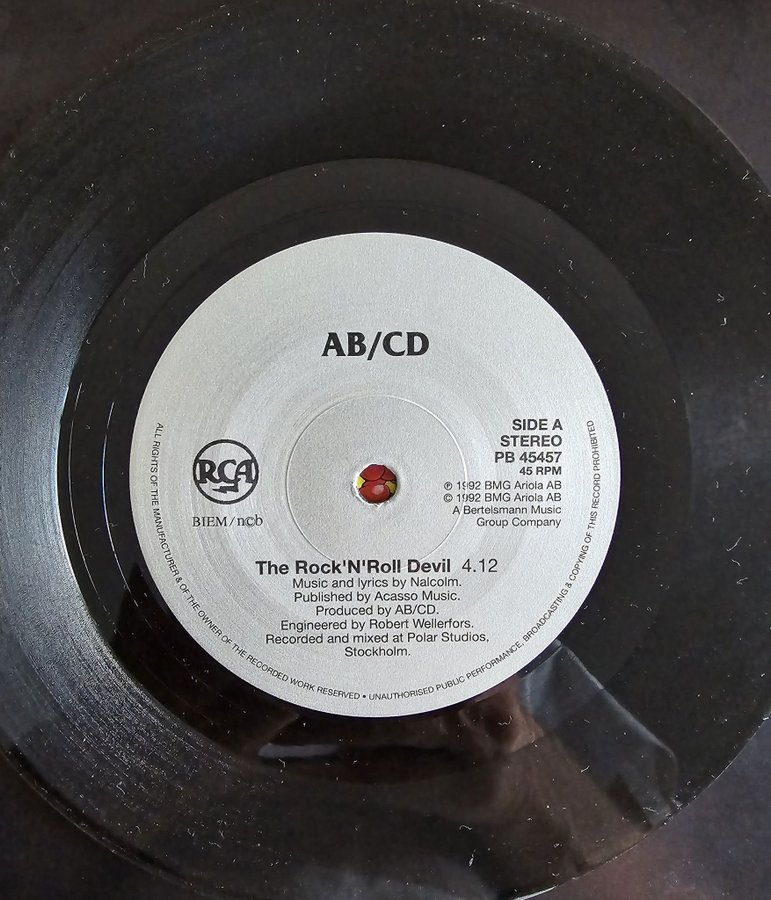 AB/CD
SIDE A
STEREO
PB 45457
45 RPM
℗ 1992 BMG Ariola AB
© 1992 BMG Ariola AB
A Bertelsmann Music
Group Company
RCA
BIEM/n©b
The Rock'N'Roll Devil 4.12
Music and lyrics by Nalcolm.
Published by Acasso Music.
Produced by AB/CD.
Engineered by Robert Wellerfors.
Recorded and mixed at Polar Studios,
Stockholm.
ALL RIGHTS OF THE MANUFACTURER & OF THE OWNER OF THE RECORDED WORK RESERVED • UNAUTHORISED PUBLIC PERFORMANCE, BROADCASTING & COPYING OF THIS RECORD PROHIBITED